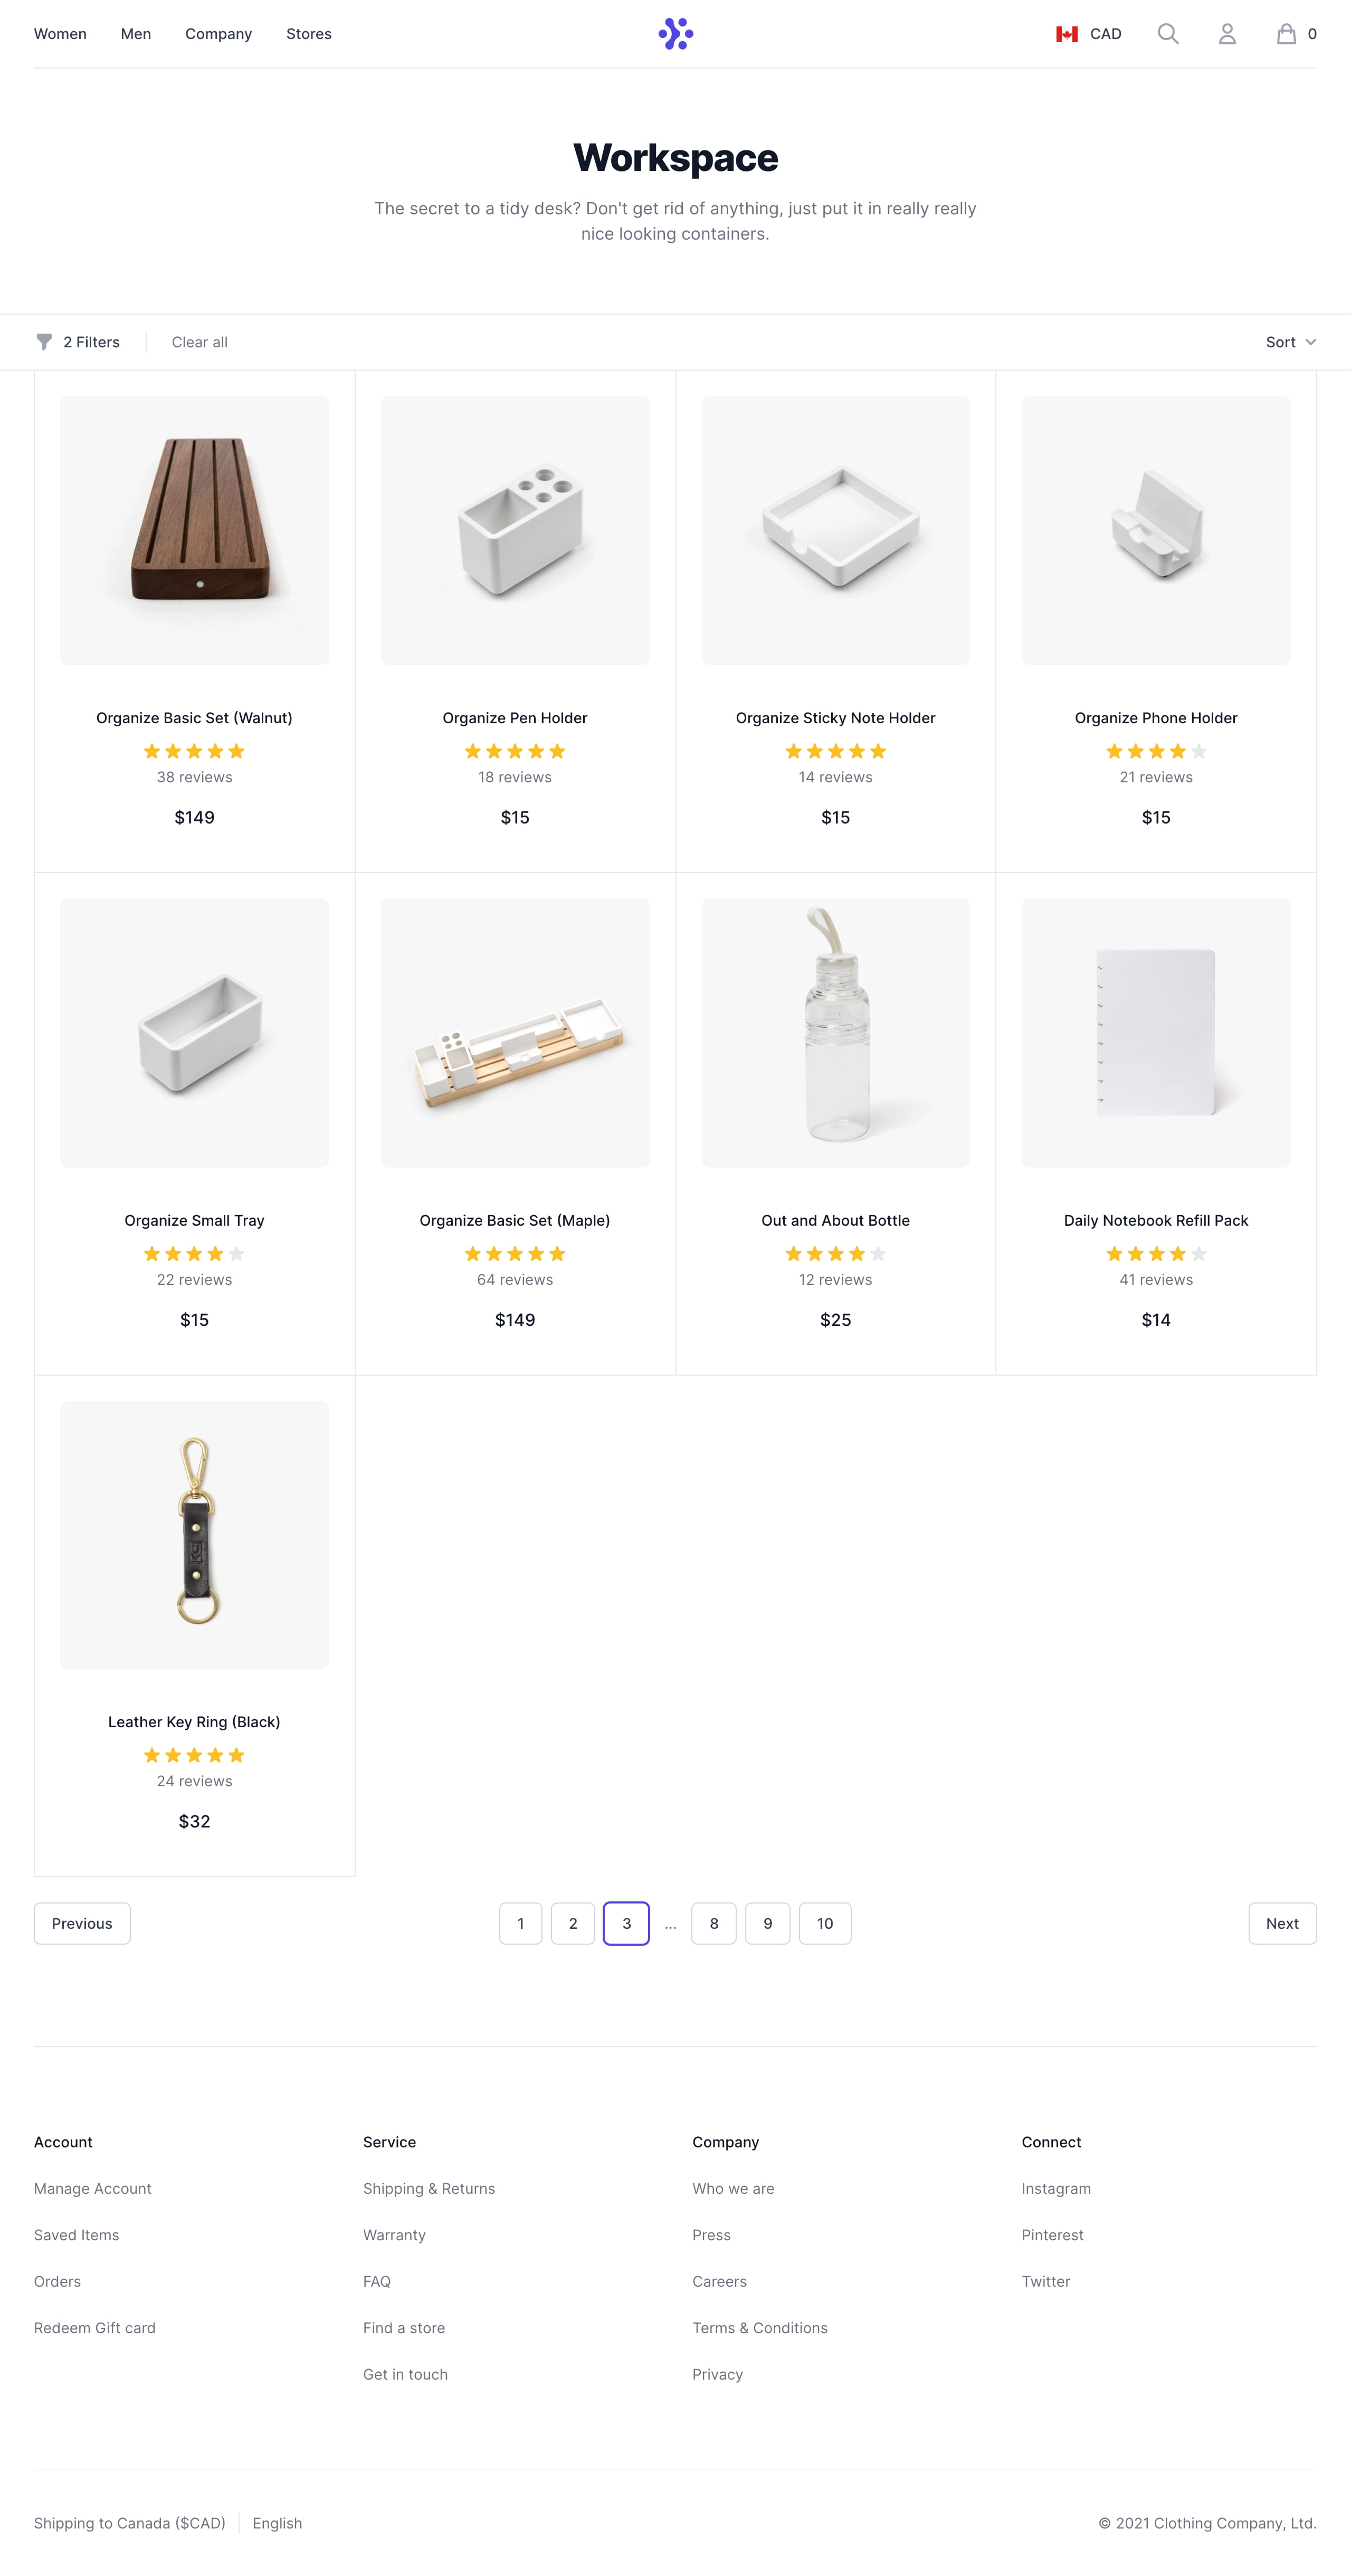 Women Men Company Stores CAD 0
Workspace
The secret to a tidy desk? Don't get rid of anything, just put it in really really
nice looking containers.
2 Filters Clear all Sort
Organize Basic Set (Walnut)
38 reviews
$149
Organize Pen Holder
18 reviews
$15
Organize Sticky Note Holder
14 reviews
$15
Organize Phone Holder
21 reviews
$15
Organize Small Tray
22 reviews
$15
Organize Basic Set (Maple)
64 reviews
$149
Out and About Bottle
12 reviews
$25
Daily Notebook Refill Pack
41 reviews
$14
Leather Key Ring (Black)
24 reviews
$32
Previous 1 2 3 ... 8 9 10 Next
Account
Manage Account
Saved Items
Orders
Redeem Gift card
Service
Shipping & Returns
Warranty
FAQ
Find a store
Get in touch
Company
Who we are
Press
Careers
Terms & Conditions
Privacy
Connect
Instagram
Pinterest
Twitter
Shipping to Canada ($CAD) English © 2021 Clothing Company, Ltd.